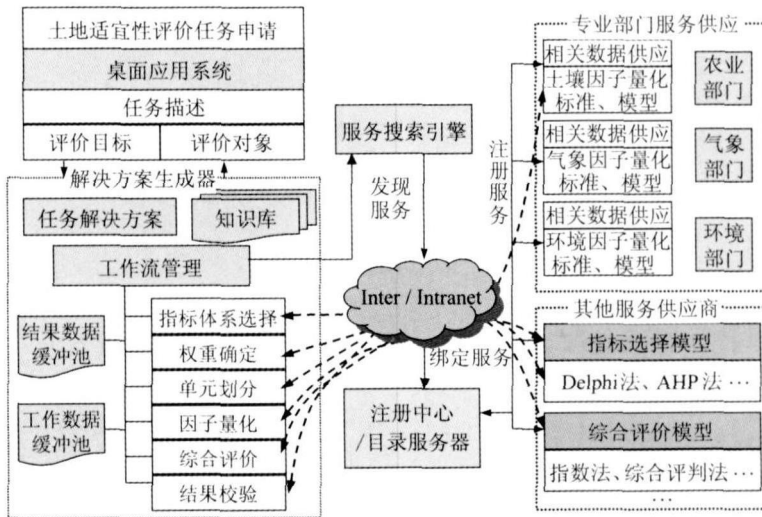 土地适宜性评价任务申请
桌面应用系统
任务描述
评价目标
评价对象
解决方案生成器
任务解决方案
知识库
工作流管理
结果数据
缓冲池
工作数据
缓冲池
指标体系选择
权重确定
单元划分
因子量化
综合评价
结果校验
服务搜索引擎
发现
服务
Inter / Intranet
绑定服务
注册中心
/目录服务器
注册服务
专业部门服务供应
相关数据供应
土壤因子量化
标准、模型
农业
部门
相关数据供应
气象因子量化
标准、模型
气象
部门
相关数据供应
环境因子量化
标准、模型
环境
部门
其他服务供应商
指标选择模型
Delphi法、AHP法 …
综合评价模型
指数法、综合评判法 …
…